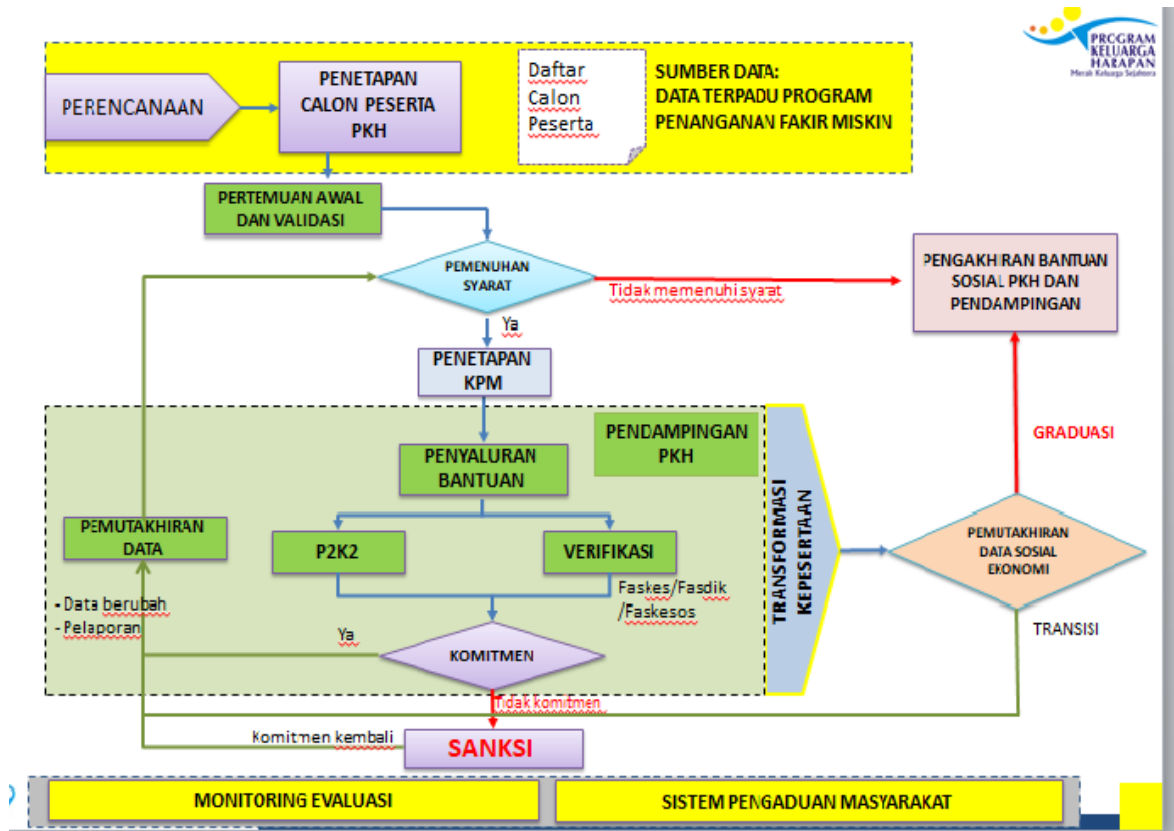 PROGRAM
KELUARGA
HARAPAN
Meraih Keluarga Sejahtera
PERENCANAAN
PENETAPAN
CALON PESERTA
PKH
Daftar
Calon
Peserta
SUMBER DATA:
DATA TERPADU PROGRAM
PENANGANAN FAKIR MISKIN
PERTEMUAN AWAL
DAN VALIDASI
PEMENUHAN
SYARAT
Tidak memenuhi syarat
PENGAKHIRAN BANTUAN
SOSIAL PKH DAN
PENDAMPINGAN
Ya
PENETAPAN
KPM
PENDAMPINGAN
PKH
GRADUASI
PENYALURAN
BANTUAN
TRANSFORMASI
KEPESERTAAN
PEMUTAKHIRAN
DATA
P2K2
VERIFIKASI
PEMUTAKHIRAN
DATA SOSIAL
EKONOMI
Faskes/Fasdik
/Faskesos
- Data berubah
- Pelaporan
Ya
KOMITMEN
TRANSISI
Tidak komitmen
Komitmen kembali
SANKSI
MONITORING EVALUASI
SISTEM PENGADUAN MASYARAKAT